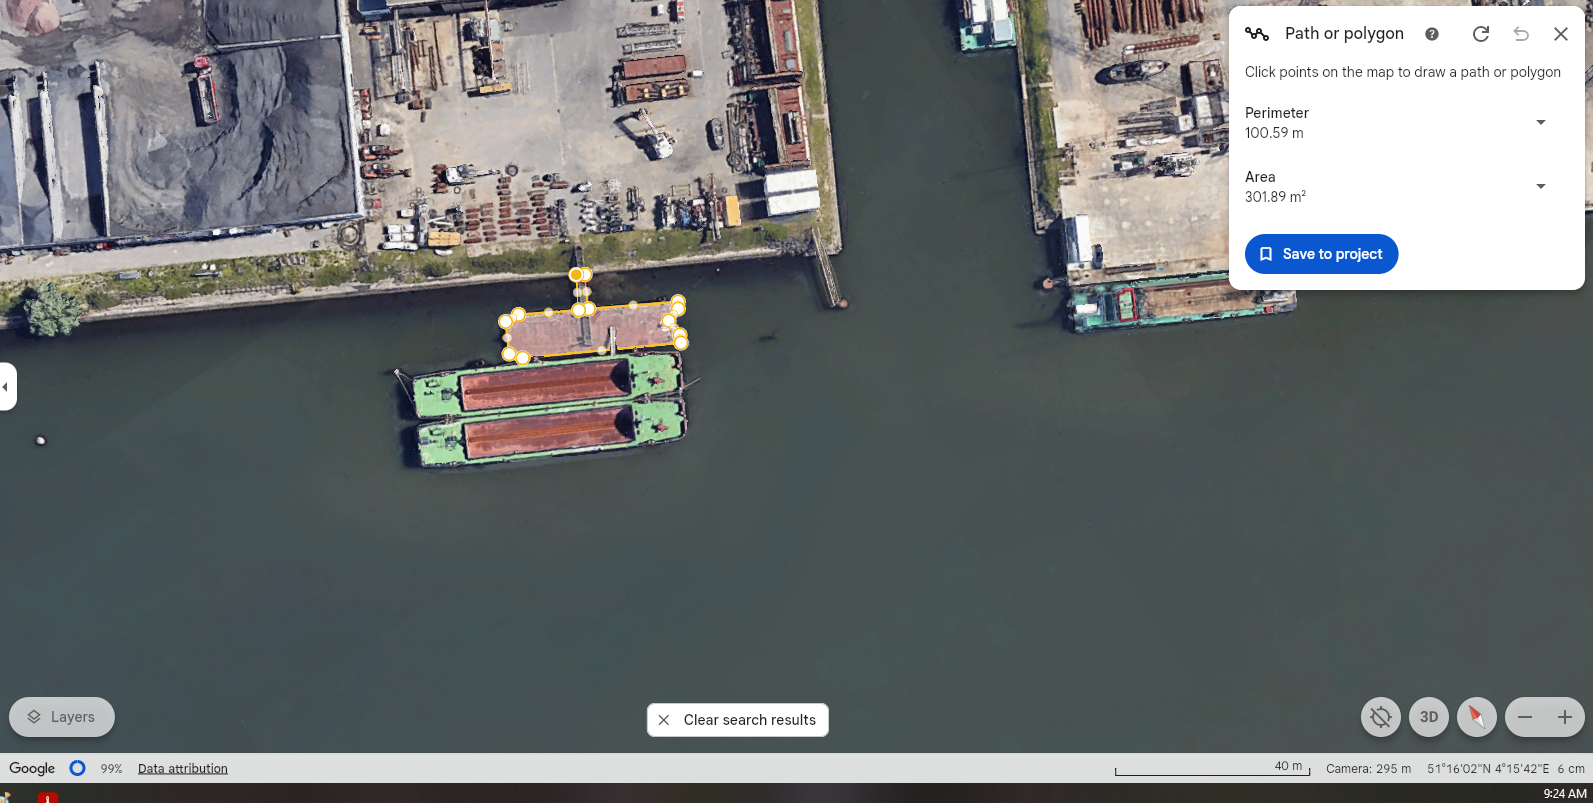 Path or polygon
Click points on the map to draw a path or polygon
Perimeter
100.59 m
Area
301.89 m²
Save to project
Layers
Clear search results
3D
Google 99% Data attribution 40 m Camera: 295 m 51°16'02"N 4°15'42"E 6 cm
9:24 AM